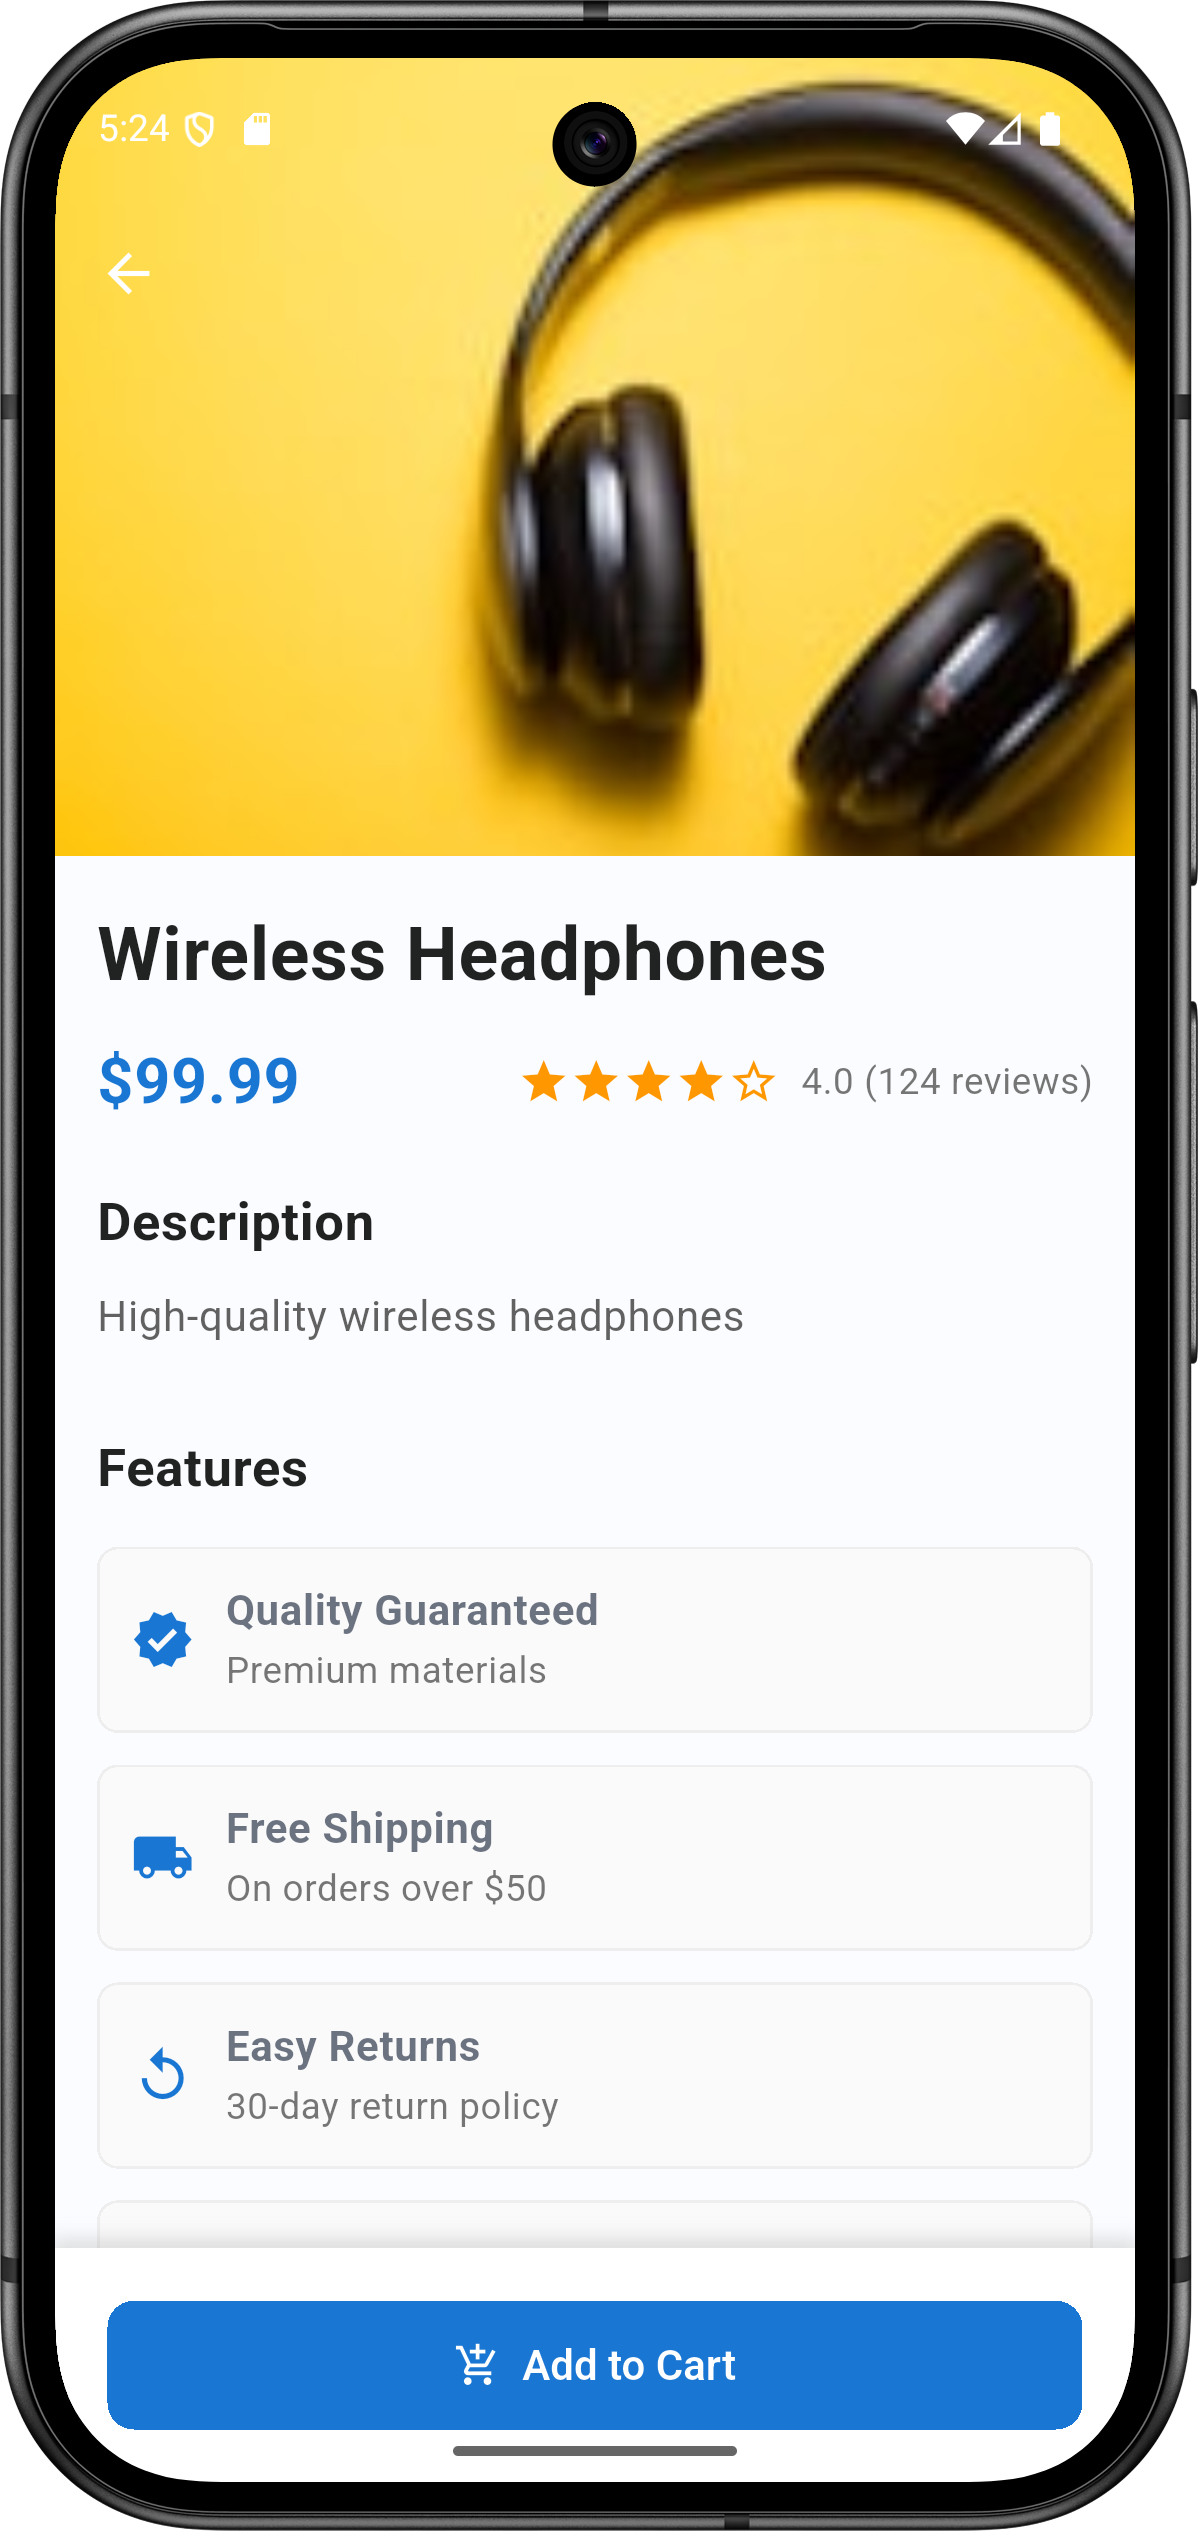 5:24
Wireless Headphones
$99.99
4.0 (124 reviews)
Description
High-quality wireless headphones
Features
Quality Guaranteed
Premium materials
Free Shipping
On orders over $50
Easy Returns
30-day return policy
Add to Cart